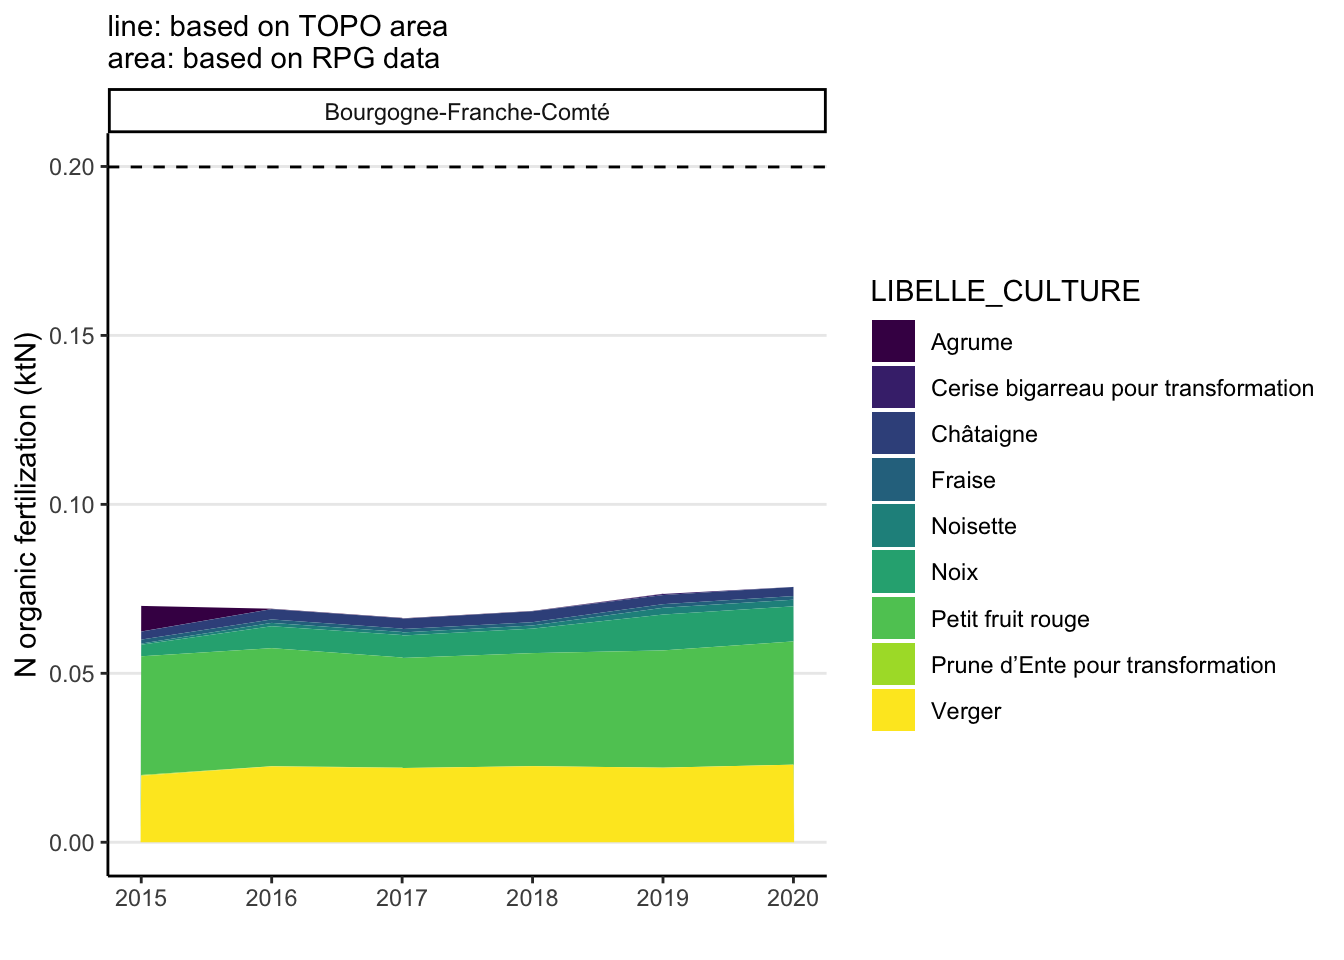 line: based on TOPO area
area: based on RPG data
Bourgogne-Franche-Comté
N organic fertilization (ktN)
0.20
0.15
0.10
0.05
0.00
2015 2016 2017 2018 2019 2020
LIBELLE_CULTURE
Agrume
Cerise bigarreau pour transformation
Châtaigne
Fraise
Noisette
Noix
Petit fruit rouge
Prune d’Ente pour transformation
Verger